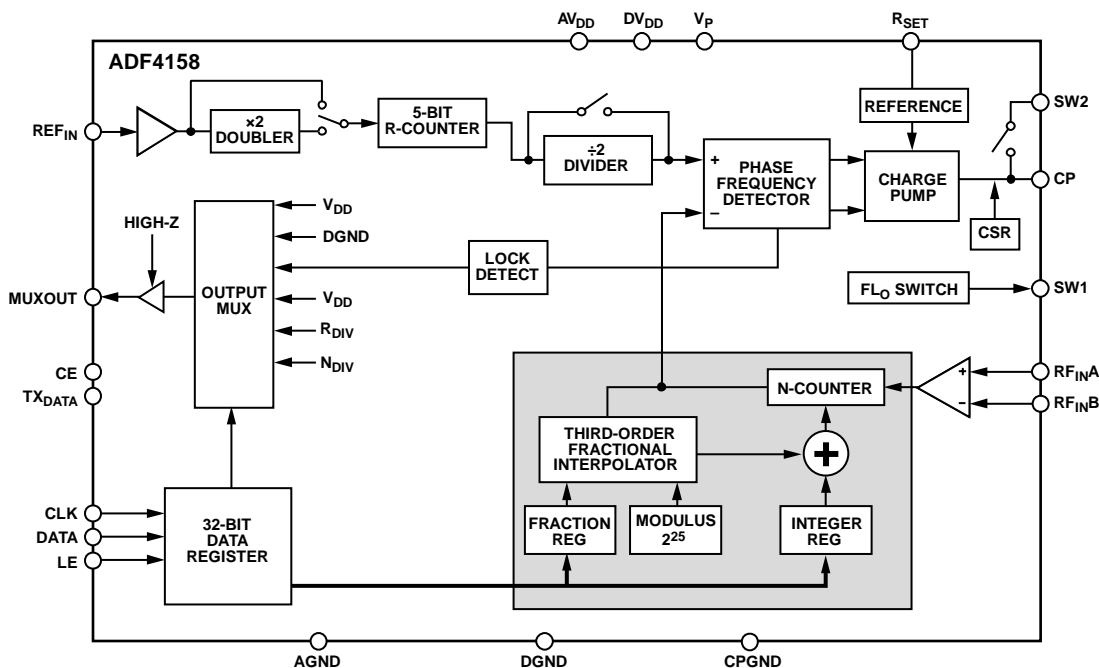 AVDD
DVDD
VP
RSET
ADF4158
REFIN
×2
DOUBLER
5-BIT
R-COUNTER
÷2
DIVIDER
+
−
PHASE
FREQUENCY
DETECTOR
REFERENCE
CHARGE
PUMP
SW2
CP
CSR
HIGH-Z
MUXOUT
OUTPUT
MUX
VDD
DGND
VDD
RDIV
NDIV
LOCK
DETECT
FLO SWITCH
SW1
CE
TXDATA
N-COUNTER
+
−
RFINA
RFINB
THIRD-ORDER
FRACTIONAL
INTERPOLATOR
+
FRACTION
REG
MODULUS
2^25
INTEGER
REG
CLK
DATA
LE
32-BIT
DATA
REGISTER
AGND
DGND
CPGND